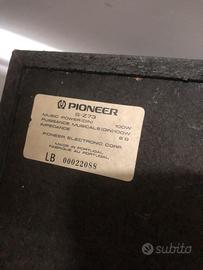 PIONEER
S-Z73
MUSIC POWER(DIN) 100W
PUISSANCE MUSICALE(DIN)100W
IMPEDANCE 8 Ω
PIONEER ELECTRONIC CORP.
MADE IN PORTUGAL
FABRIQUE AU PORTUGAL
LB 00022088
subito